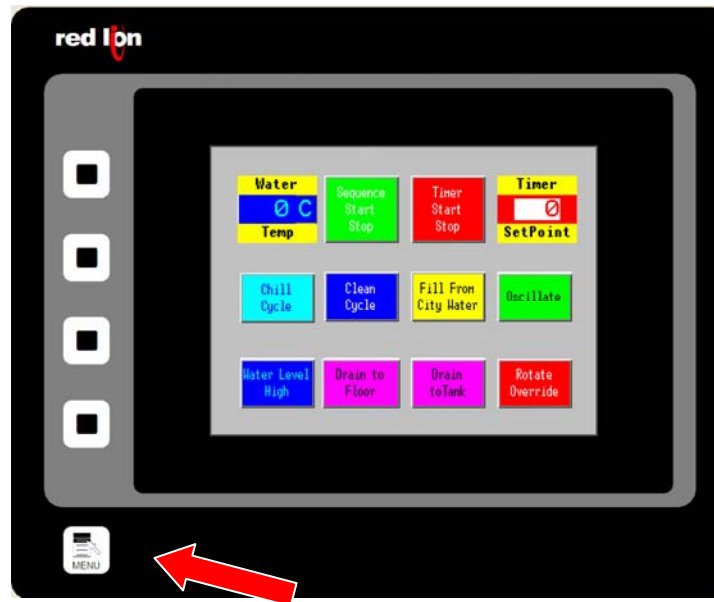 red lion
Water
0 C
Temp
Sequence
Start
Stop
Timer
Start
Stop
Timer
0
SetPoint
Chill
Cycle
Clean
Cycle
Fill From
City Water
Oscillate
Water Level
High
Drain to
Floor
Drain
toTank
Rotate
Override
MENU